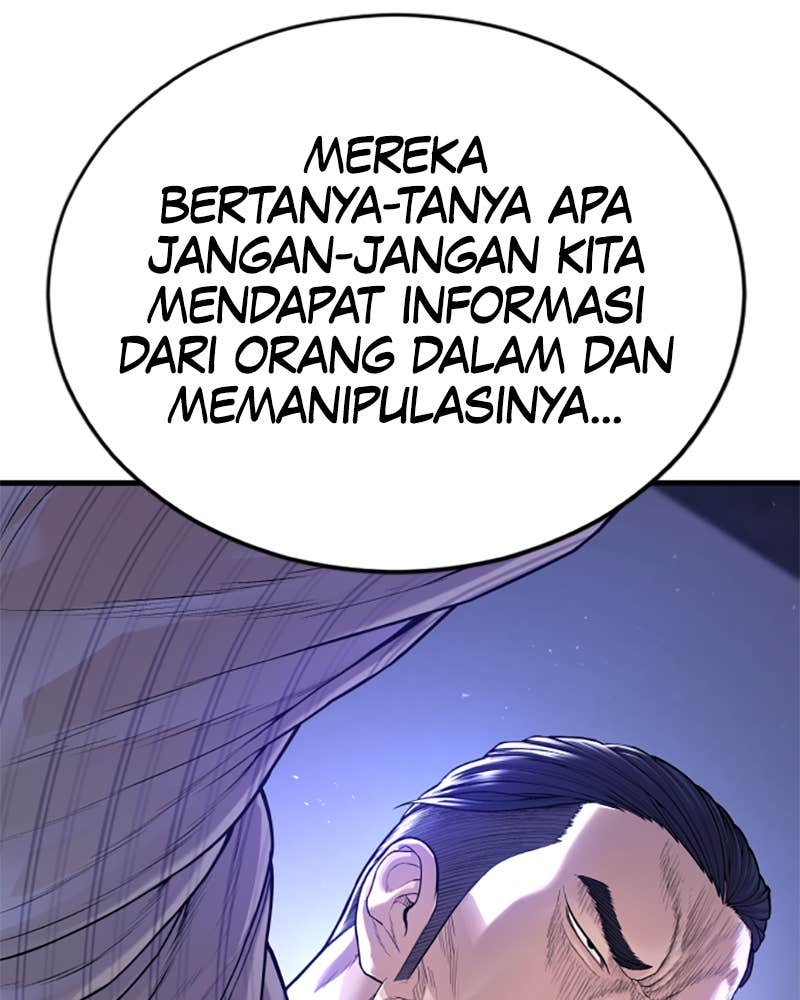 MEREKA
BERTANYA-TANYA APA
JANGAN-JANGAN KITA
MENDAPAT INFORMASI
DARI ORANG DALAM DAN
MEMANIPULASINYA...